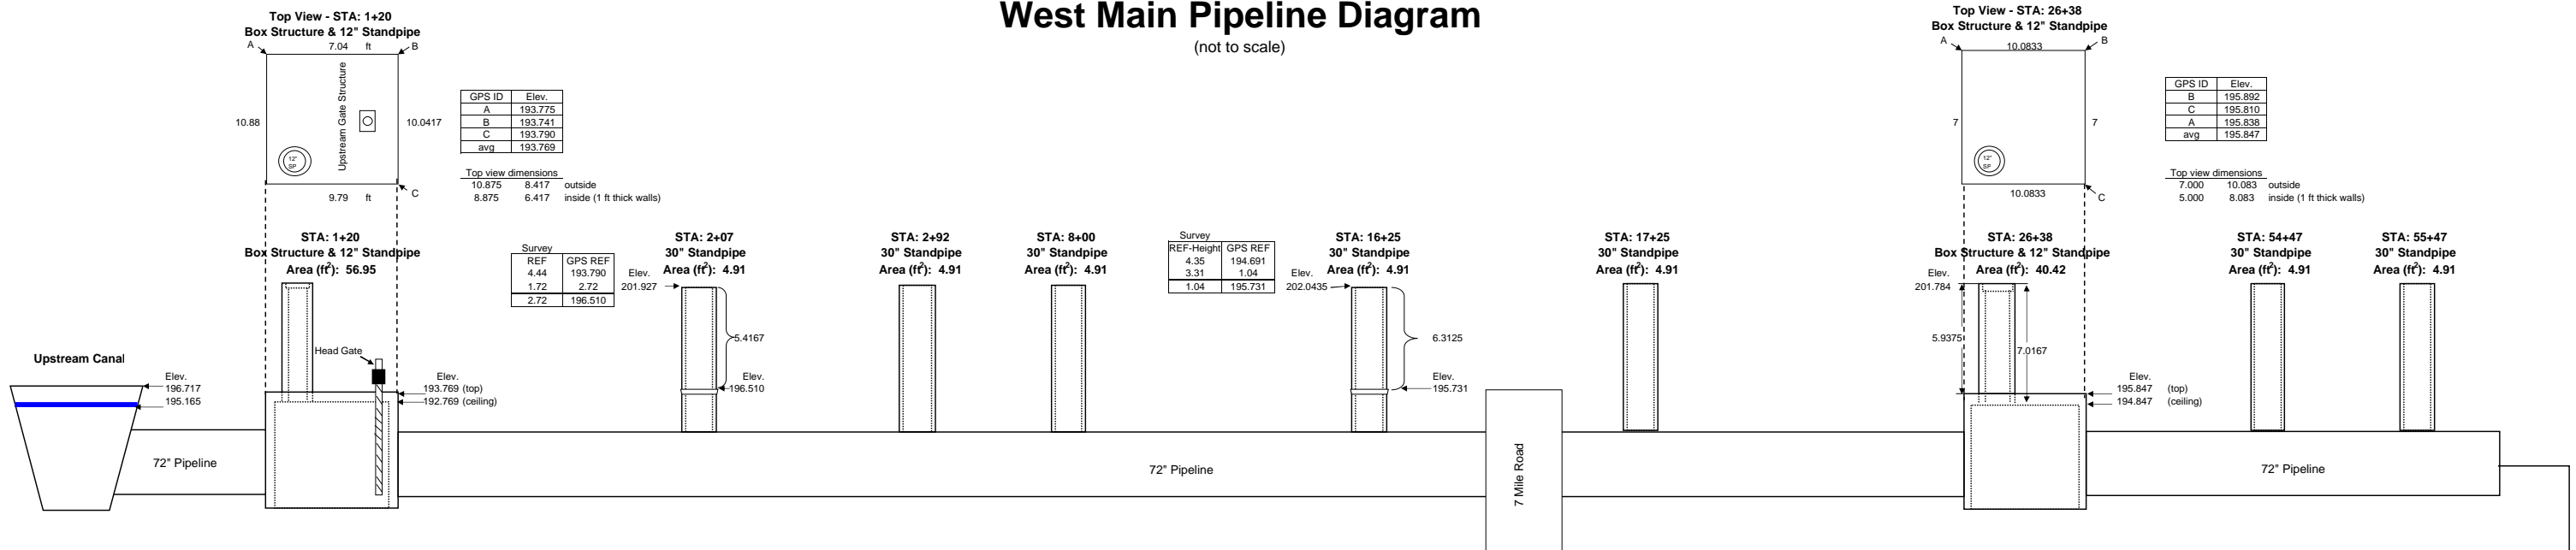 West Main Pipeline Diagram
(not to scale)
Top View - STA: 1+20
Box Structure & 12" Standpipe
A
7.04 ft
B
Upstream Gate Structure
10.88
10.0417
12"
SP
9.79 ft
C
GPS ID Elev.
A 193.775
B 193.741
C 193.790
avg 193.769
Top view dimensions
10.875 8.417 outside
8.875 6.417 inside (1 ft thick walls)
Top View - STA: 26+38
Box Structure & 12" Standpipe
A
10.0833
B
7
7
12"
SP
10.0833
C
GPS ID Elev.
B 195.892
C 195.810
A 195.838
avg 195.847
Top view dimensions
7.000 10.083 outside
5.000 8.083 inside (1 ft thick walls)
STA: 1+20
Box Structure & 12" Standpipe
Area (ft²): 56.95
Survey
REF GPS REF
4.44 193.790
1.72 2.72
2.72 196.510
STA: 2+07
30" Standpipe
Area (ft²): 4.91
Elev.
201.927
5.4167
Elev.
196.510
STA: 2+92
30" Standpipe
Area (ft²): 4.91
STA: 8+00
30" Standpipe
Area (ft²): 4.91
Survey
REF-Height GPS REF
4.35 194.691
3.31 1.04
1.04 195.731
STA: 16+25
30" Standpipe
Area (ft²): 4.91
Elev.
202.0435
6.3125
Elev.
195.731
STA: 17+25
30" Standpipe
Area (ft²): 4.91
STA: 26+38
Box Structure & 12" Standpipe
Area (ft²): 40.42
Elev.
201.784
5.9375
7.0167
Elev.
195.847 (top)
194.847 (ceiling)
STA: 54+47
30" Standpipe
Area (ft²): 4.91
STA: 55+47
30" Standpipe
Area (ft²): 4.91
Upstream Canal
Elev.
196.717
195.165
Head Gate
Elev.
193.769 (top)
192.769 (ceiling)
72" Pipeline
72" Pipeline
7 Mile Road
72" Pipeline